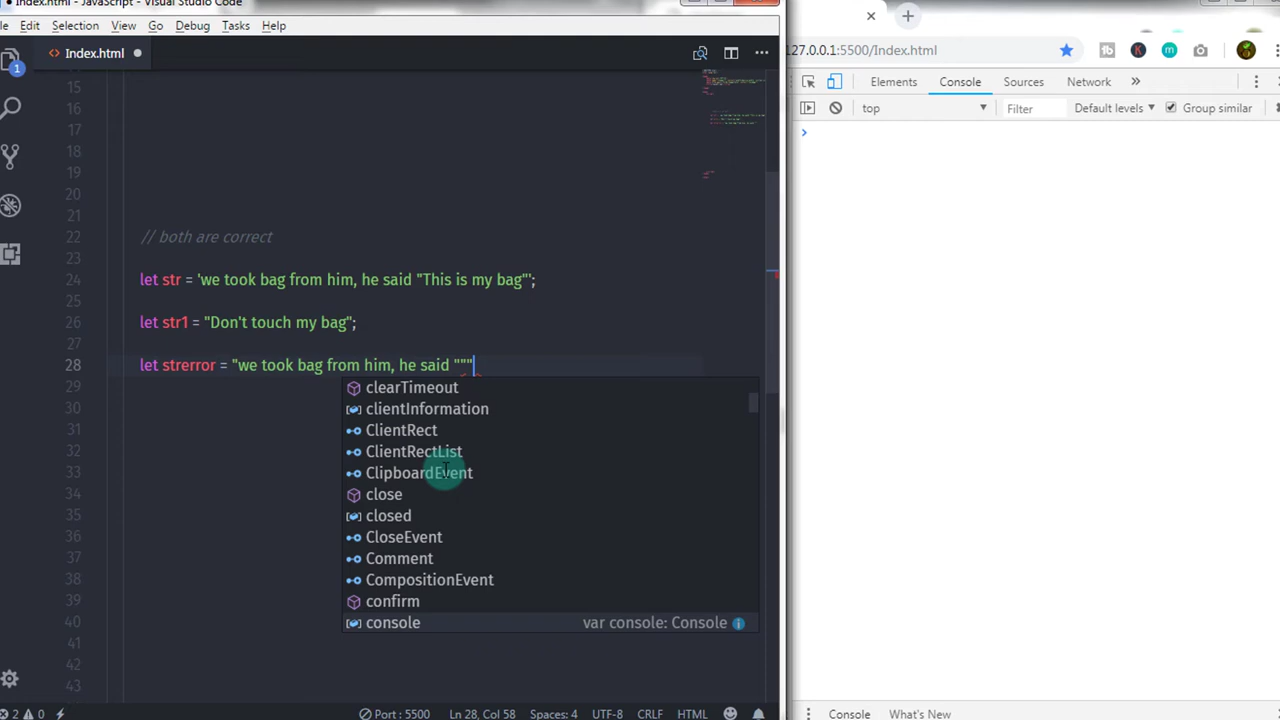 Index.html - JavaScript - Visual Studio Code
Edit Selection View Go Debug Tasks Help
Index.html
127.0.0.1:5500/Index.html
Elements Console Sources Network
top Filter Default levels Group similar
1
15
16
17
18
19
20
21
22 // both are correct
23
24 let str = 'we took bag from him, he said "This is my bag"';
25
26 let str1 = "Don't touch my bag";
27
28 let strerror = "we took bag from him, he said """
29 clearTimeout
30 clientInformation
31 ClientRect
32 ClientRectList
33 ClipboardEvent
34 close
35 closed
36 CloseEvent
37 Comment
38 CompositionEvent
39 confirm
40 console var console: Console
41
42
43
2 0 Port : 5500 Ln 28, Col 58 Spaces: 4 UTF-8 CRLF HTML
Console What's New